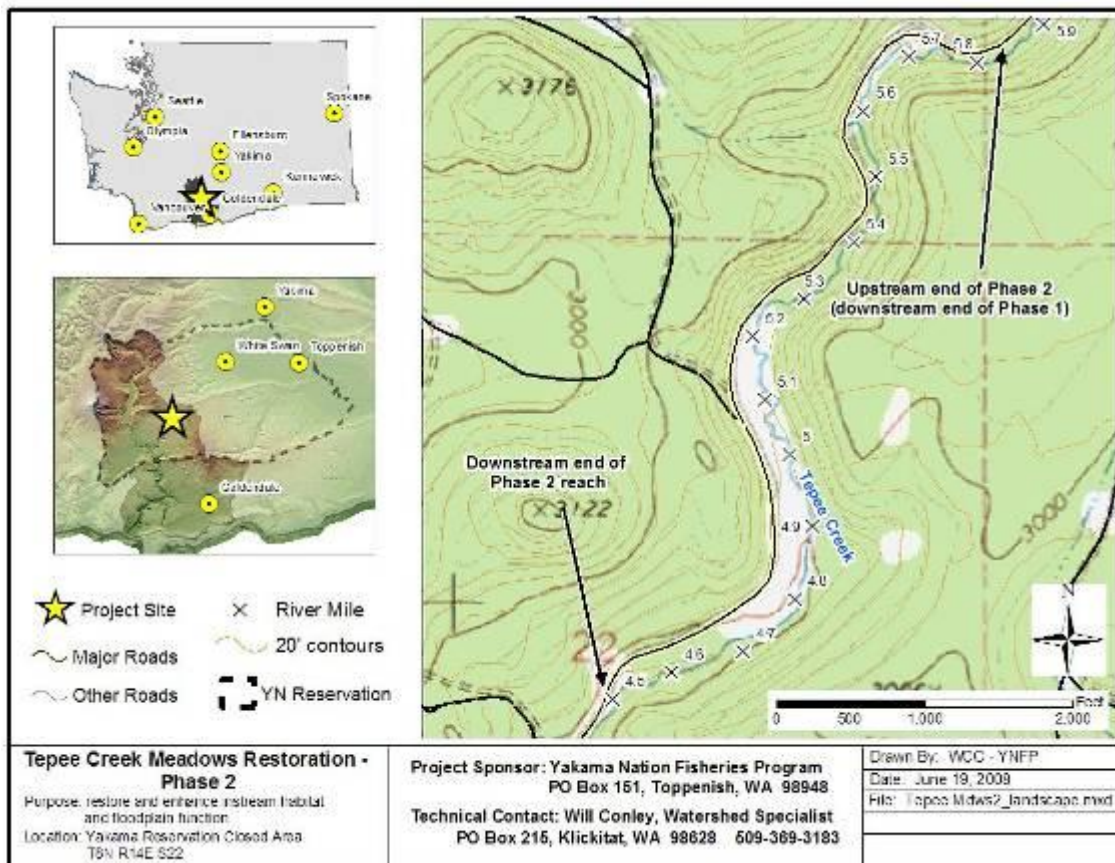 Seattle
Spokane
Olympia
Ellensburg
Yakima
Kennewick
Goldendale
Vancouver
Yakima
White Swan
Toppenish
Goldendale
Project Site
River Mile
Major Roads
20' contours
Other Roads
YN Reservation
3176
5.9
5.8
5.7
5.6
5.5
5.4
5.3
5.2
5.1
5
4.9
4.8
4.7
4.6
4.5
Upstream end of Phase 2
(downstream end of Phase 1)
3000
Downstream end of
Phase 2 reach
3122
Tepee Creek
3000
22
N
Feet
0 500 1,000 2,000
Tepee Creek Meadows Restoration -
Phase 2
Purpose: restore and enhance instream habitat
and floodplain function
Location: Yakama Reservation Closed Area
T8N R14E S22
Project Sponsor: Yakama Nation Fisheries Program
PO Box 151, Toppenish, WA 98948
Technical Contact: Will Conley, Watershed Specialist
PO Box 215, Klickitat, WA 98628 509-369-3183
Drawn By: WCC - YNFP
Date: June 19, 2008
File: Tepee Mdws2_landscape.mxd